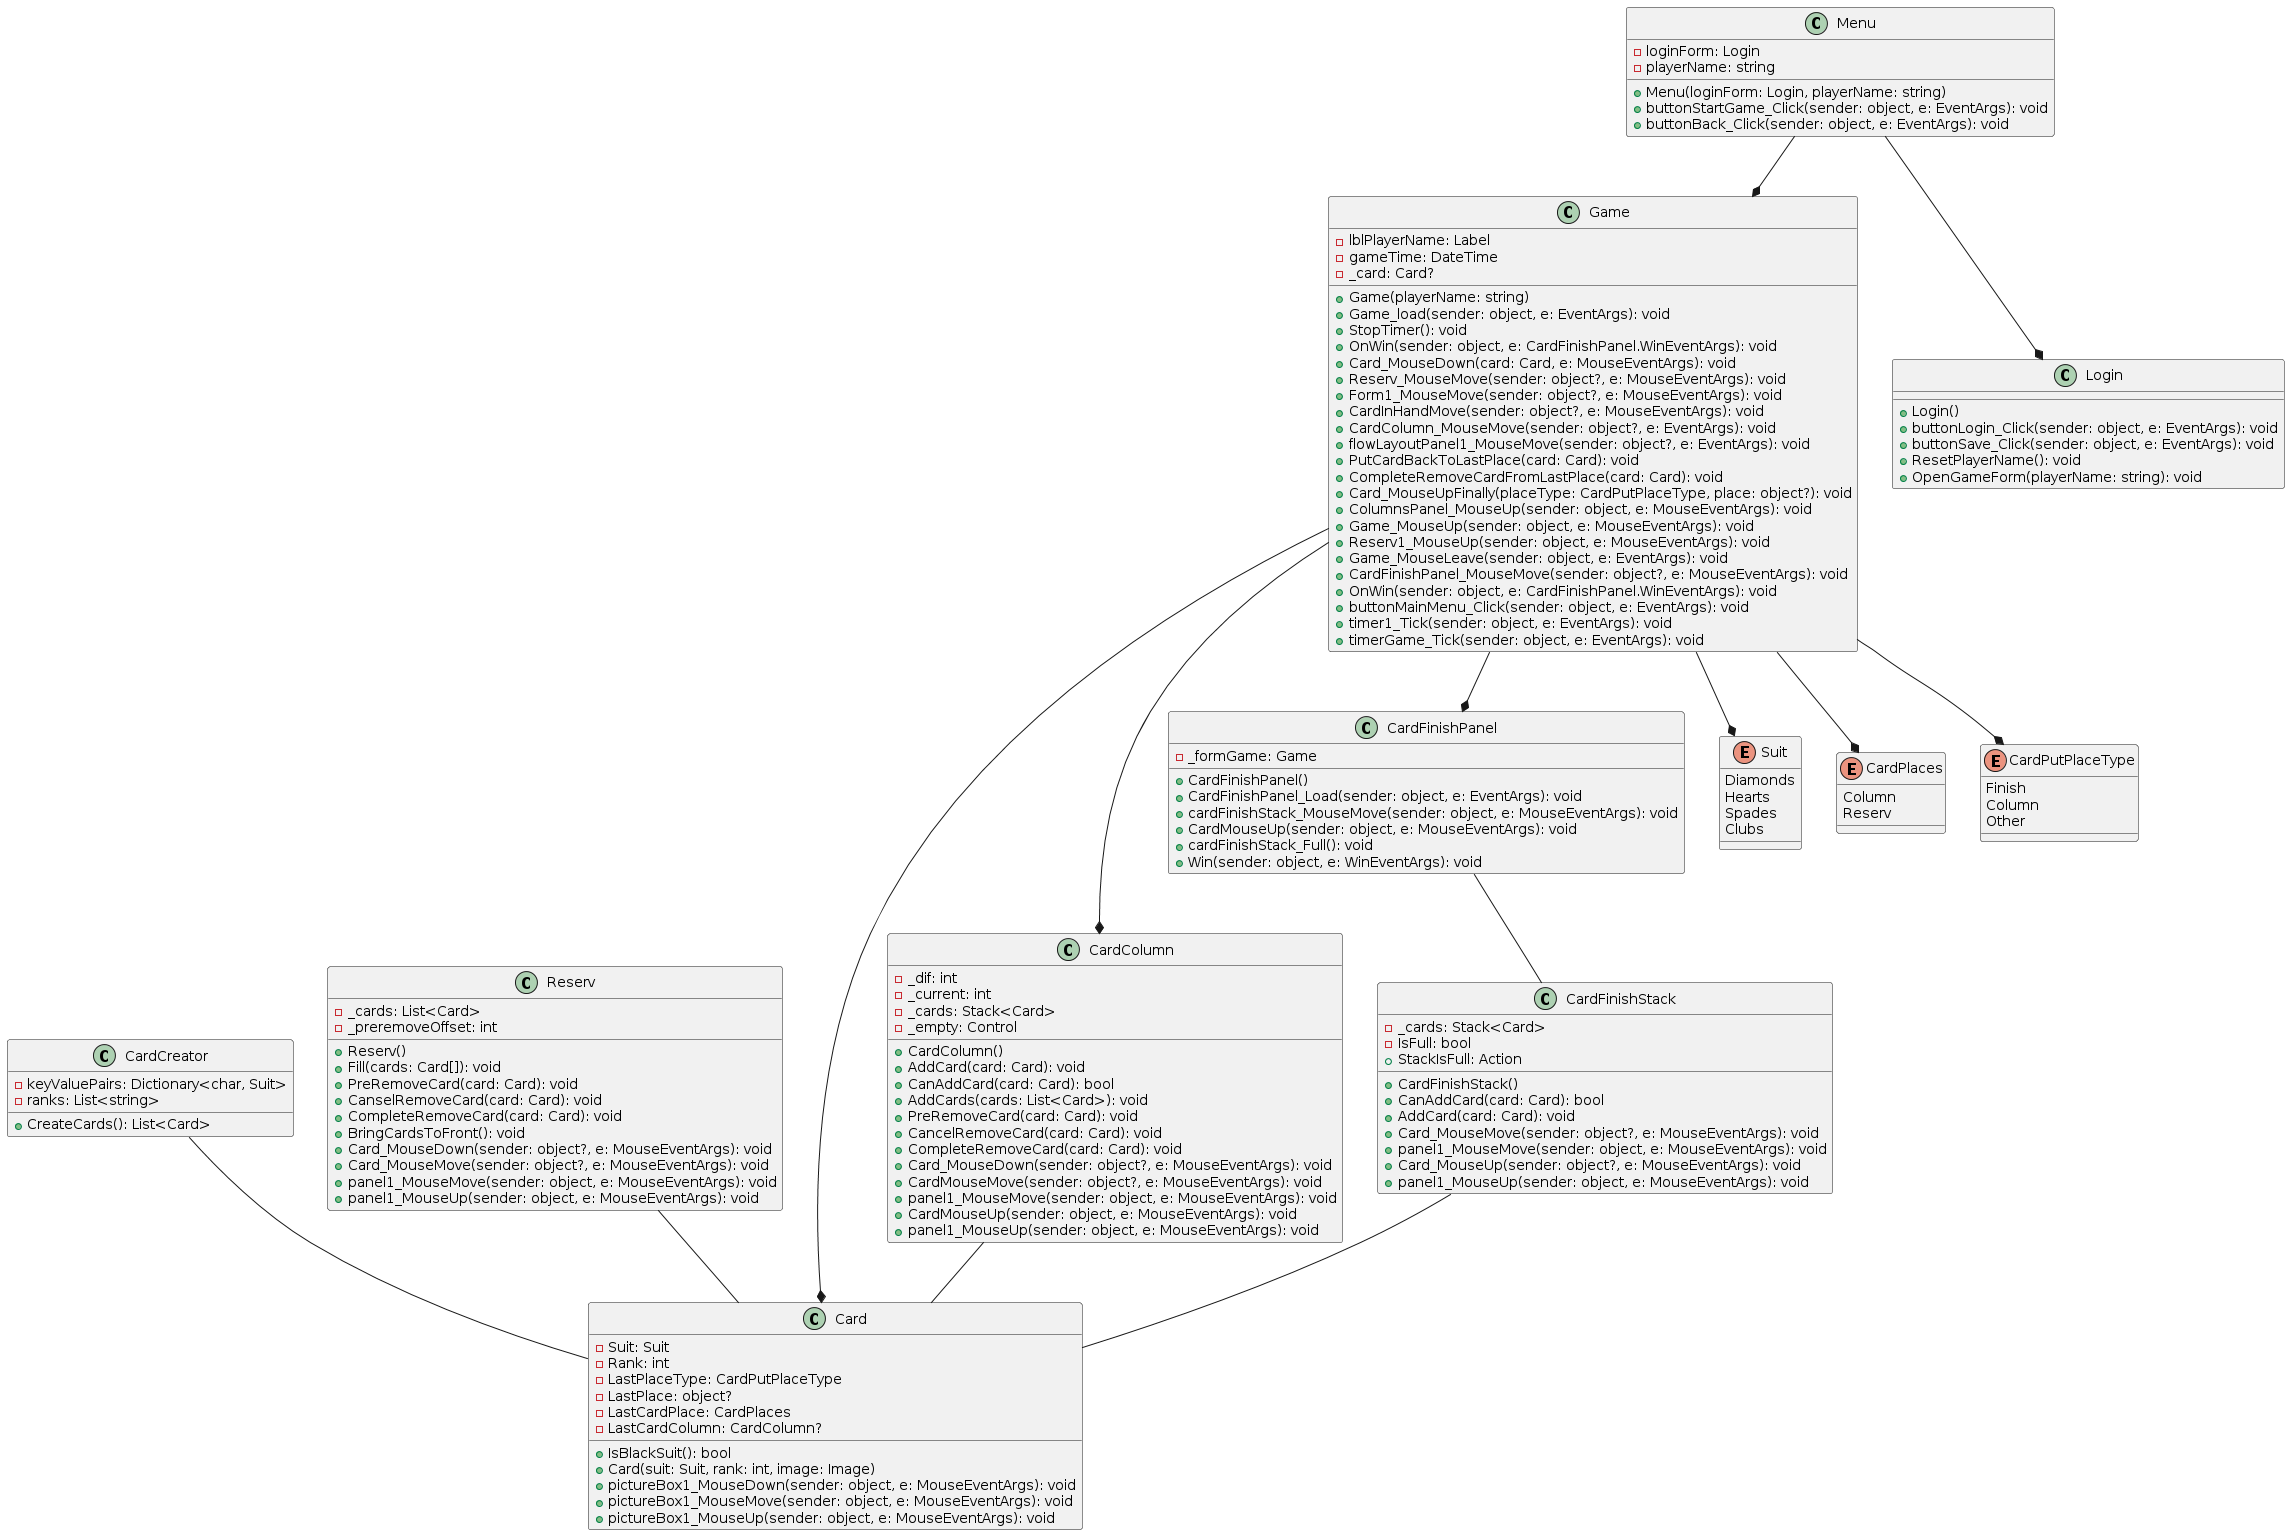 C Menu
loginForm: Login
playerName: string
Menu(loginForm: Login, playerName: string)
buttonStartGame_Click(sender: object, e: EventArgs): void
buttonBack_Click(sender: object, e: EventArgs): void
C Game
lblPlayerName: Label
gameTime: DateTime
_card: Card?
Game(playerName: string)
Game_load(sender: object, e: EventArgs): void
StopTimer(): void
OnWin(sender: object, e: CardFinishPanel.WinEventArgs): void
Card_MouseDown(card: Card, e: MouseEventArgs): void
Reserv_MouseMove(sender: object?, e: MouseEventArgs): void
Form1_MouseMove(sender: object?, e: MouseEventArgs): void
CardInHandMove(sender: object?, e: MouseEventArgs): void
CardColumn_MouseMove(sender: object?, e: EventArgs): void
flowLayoutPanel1_MouseMove(sender: object?, e: EventArgs): void
PutCardBackToLastPlace(card: Card): void
CompleteRemoveCardFromLastPlace(card: Card): void
Card_MouseUpFinally(placeType: CardPutPlaceType, place: object?): void
ColumnsPanel_MouseUp(sender: object, e: MouseEventArgs): void
Game_MouseUp(sender: object, e: MouseEventArgs): void
Reserv1_MouseUp(sender: object, e: MouseEventArgs): void
Game_MouseLeave(sender: object, e: EventArgs): void
CardFinishPanel_MouseMove(sender: object?, e: MouseEventArgs): void
OnWin(sender: object, e: CardFinishPanel.WinEventArgs): void
buttonMainMenu_Click(sender: object, e: EventArgs): void
timer1_Tick(sender: object, e: EventArgs): void
timerGame_Tick(sender: object, e: EventArgs): void
C Login
Login()
buttonLogin_Click(sender: object, e: EventArgs): void
buttonSave_Click(sender: object, e: EventArgs): void
ResetPlayerName(): void
OpenGameForm(playerName: string): void
C CardFinishPanel
_formGame: Game
CardFinishPanel()
CardFinishPanel_Load(sender: object, e: EventArgs): void
cardFinishStack_MouseMove(sender: object, e: MouseEventArgs): void
CardMouseUp(sender: object, e: MouseEventArgs): void
cardFinishStack_Full(): void
Win(sender: object, e: WinEventArgs): void
E Suit
Diamonds
Hearts
Spades
Clubs
E CardPlaces
Column
Reserv
E CardPutPlaceType
Finish
Column
Other
C CardCreator
keyValuePairs: Dictionary<char, Suit>
ranks: List<string>
CreateCards(): List<Card>
C Reserv
_cards: List<Card>
_preremoveOffset: int
Reserv()
Fill(cards: Card[]): void
PreRemoveCard(card: Card): void
CanselRemoveCard(card: Card): void
CompleteRemoveCard(card: Card): void
BringCardsToFront(): void
Card_MouseDown(sender: object?, e: MouseEventArgs): void
Card_MouseMove(sender: object?, e: MouseEventArgs): void
panel1_MouseMove(sender: object, e: MouseEventArgs): void
panel1_MouseUp(sender: object, e: MouseEventArgs): void
C CardColumn
_dif: int
_current: int
_cards: Stack<Card>
_empty: Control
CardColumn()
AddCard(card: Card): void
CanAddCard(card: Card): bool
AddCards(cards: List<Card>): void
PreRemoveCard(card: Card): void
CancelRemoveCard(card: Card): void
CompleteRemoveCard(card: Card): void
Card_MouseDown(sender: object?, e: MouseEventArgs): void
CardMouseMove(sender: object?, e: MouseEventArgs): void
panel1_MouseMove(sender: object, e: MouseEventArgs): void
CardMouseUp(sender: object, e: MouseEventArgs): void
panel1_MouseUp(sender: object, e: MouseEventArgs): void
C CardFinishStack
_cards: Stack<Card>
IsFull: bool
StackIsFull: Action
CardFinishStack()
CanAddCard(card: Card): bool
AddCard(card: Card): void
Card_MouseMove(sender: object?, e: MouseEventArgs): void
panel1_MouseMove(sender: object, e: MouseEventArgs): void
Card_MouseUp(sender: object?, e: MouseEventArgs): void
panel1_MouseUp(sender: object, e: MouseEventArgs): void
C Card
Suit: Suit
Rank: int
LastPlaceType: CardPutPlaceType
LastPlace: object?
LastCardPlace: CardPlaces
LastCardColumn: CardColumn?
IsBlackSuit(): bool
Card(suit: Suit, rank: int, image: Image)
pictureBox1_MouseDown(sender: object, e: MouseEventArgs): void
pictureBox1_MouseMove(sender: object, e: MouseEventArgs): void
pictureBox1_MouseUp(sender: object, e: MouseEventArgs): void